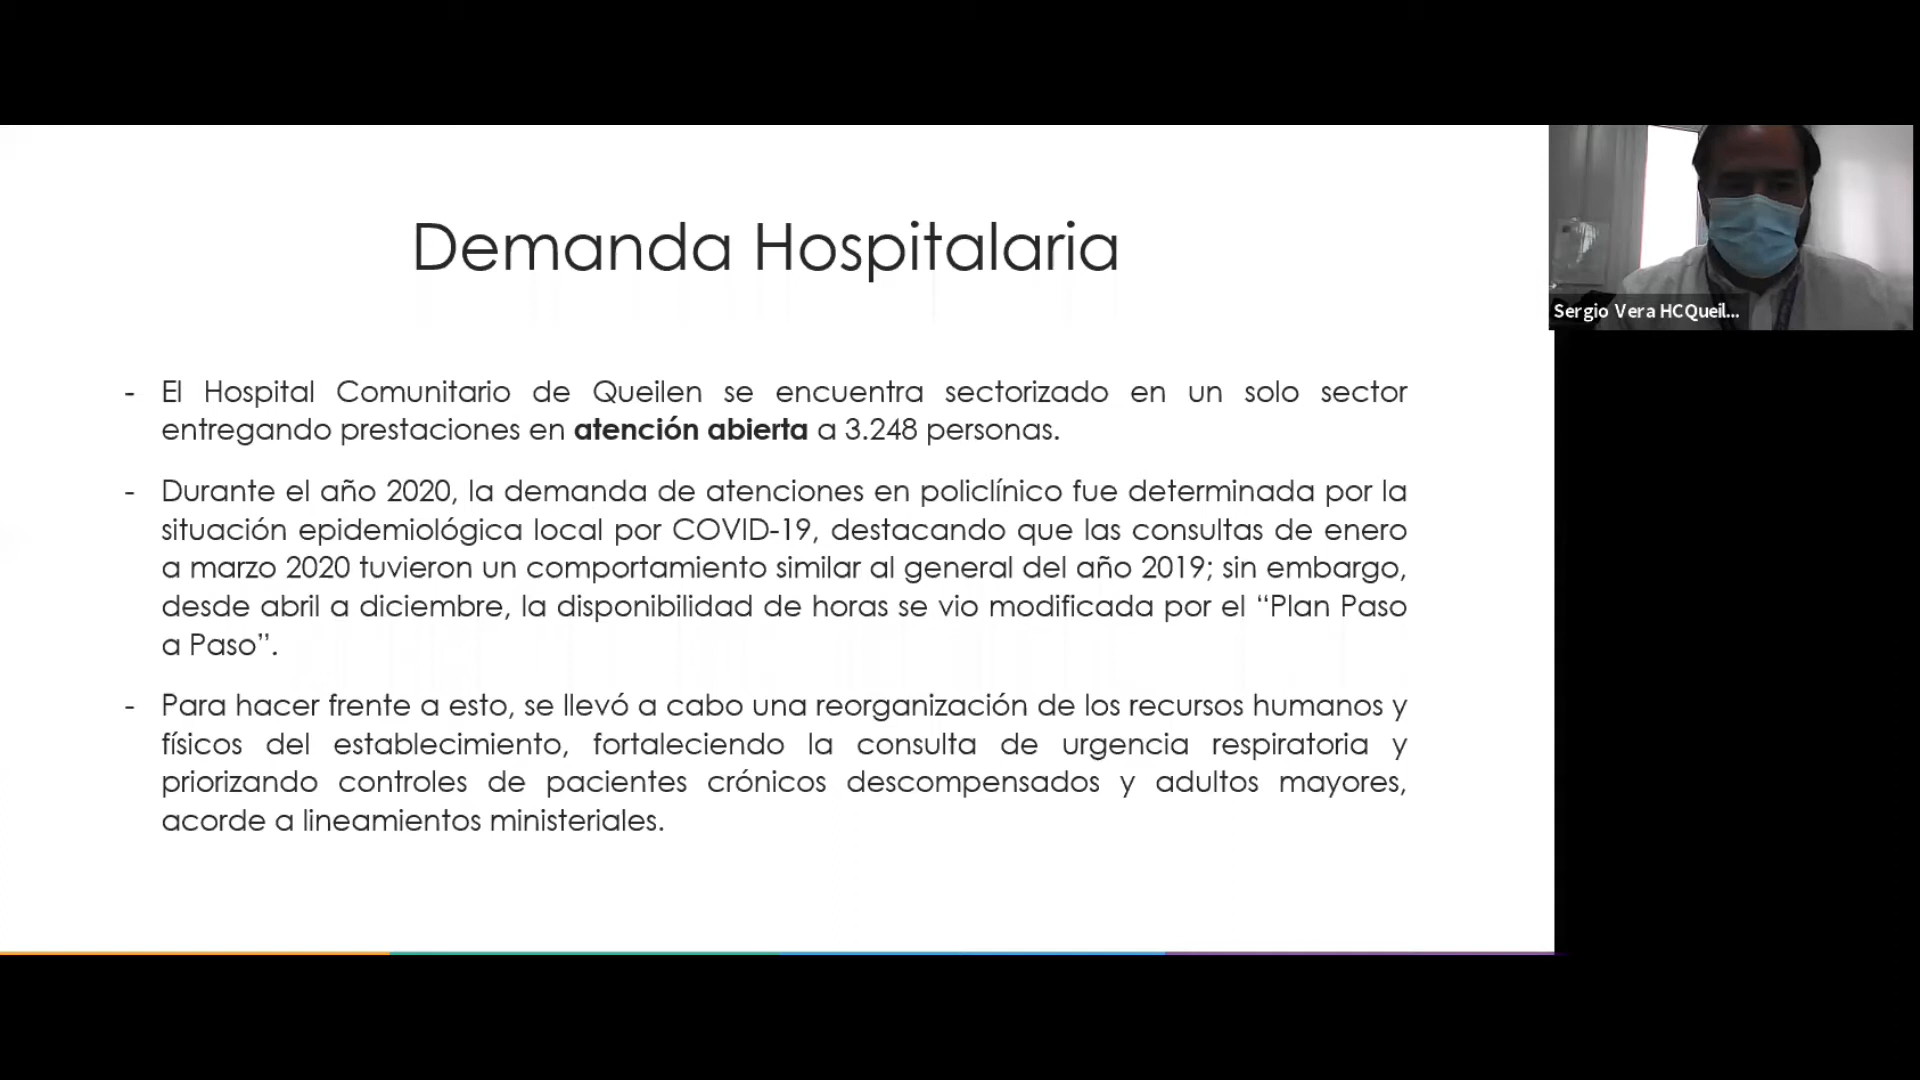 Demanda Hospitalaria
Sergio Vera HCQueil...
- El Hospital Comunitario de Queilen se encuentra sectorizado en un solo sector
entregando prestaciones en atención abierta a 3.248 personas.
- Durante el año 2020, la demanda de atenciones en policlínico fue determinada por la
situación epidemiológica local por COVID-19, destacando que las consultas de enero
a marzo 2020 tuvieron un comportamiento similar al general del año 2019; sin embargo,
desde abril a diciembre, la disponibilidad de horas se vio modificada por el “Plan Paso
a Paso”.
- Para hacer frente a esto, se llevó a cabo una reorganización de los recursos humanos y
físicos del establecimiento, fortaleciendo la consulta de urgencia respiratoria y
priorizando controles de pacientes crónicos descompensados y adultos mayores,
acorde a lineamientos ministeriales.